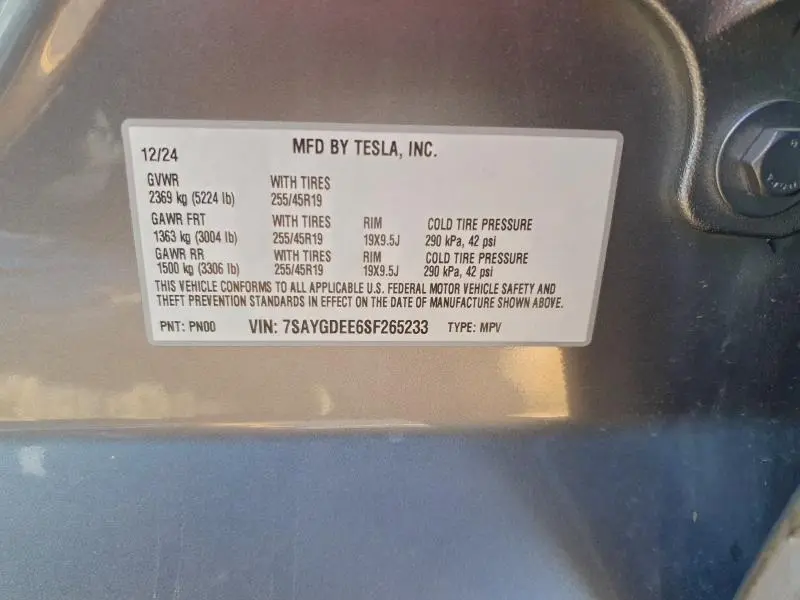 12/24 MFD BY TESLA, INC.
GVWR WITH TIRES
2369 kg (5224 lb) 255/45R19
GAWR FRT WITH TIRES RIM COLD TIRE PRESSURE
1363 kg (3004 lb) 255/45R19 19X9.5J 290 kPa, 42 psi
GAWR RR WITH TIRES RIM COLD TIRE PRESSURE
1500 kg (3306 lb) 255/45R19 19X9.5J 290 kPa, 42 psi
THIS VEHICLE CONFORMS TO ALL APPLICABLE U.S. FEDERAL MOTOR VEHICLE SAFETY AND
THEFT PREVENTION STANDARDS IN EFFECT ON THE DATE OF MANUFACTURE SHOWN ABOVE.
PNT: PN00 VIN: 7SAYGDEE6SF265233 TYPE: MPV